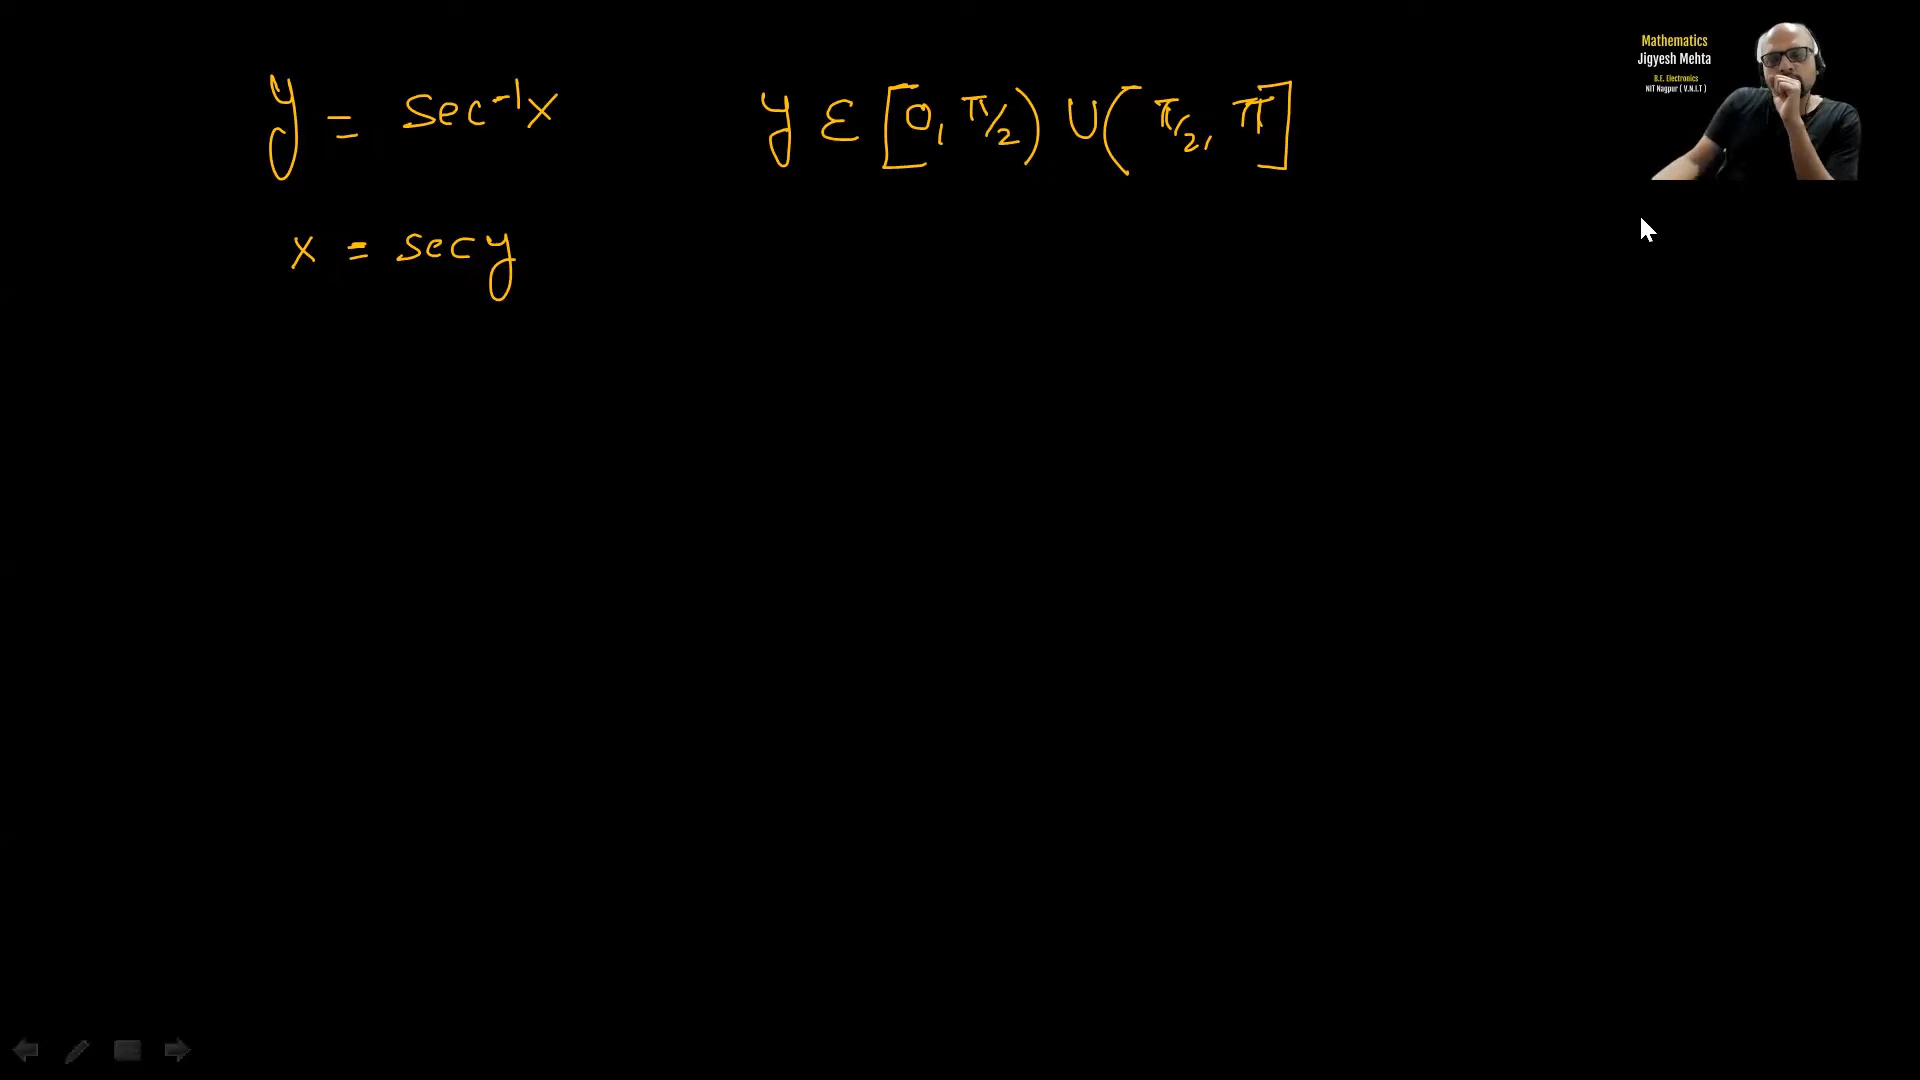 y = sec⁻¹x y ∈ [0, π/2) ∪ (π/2, π]
x = sec y
Mathematics
Jigyesh Mehta
B.E. Electronics
NIT Nagpur ( V.N.I.T )